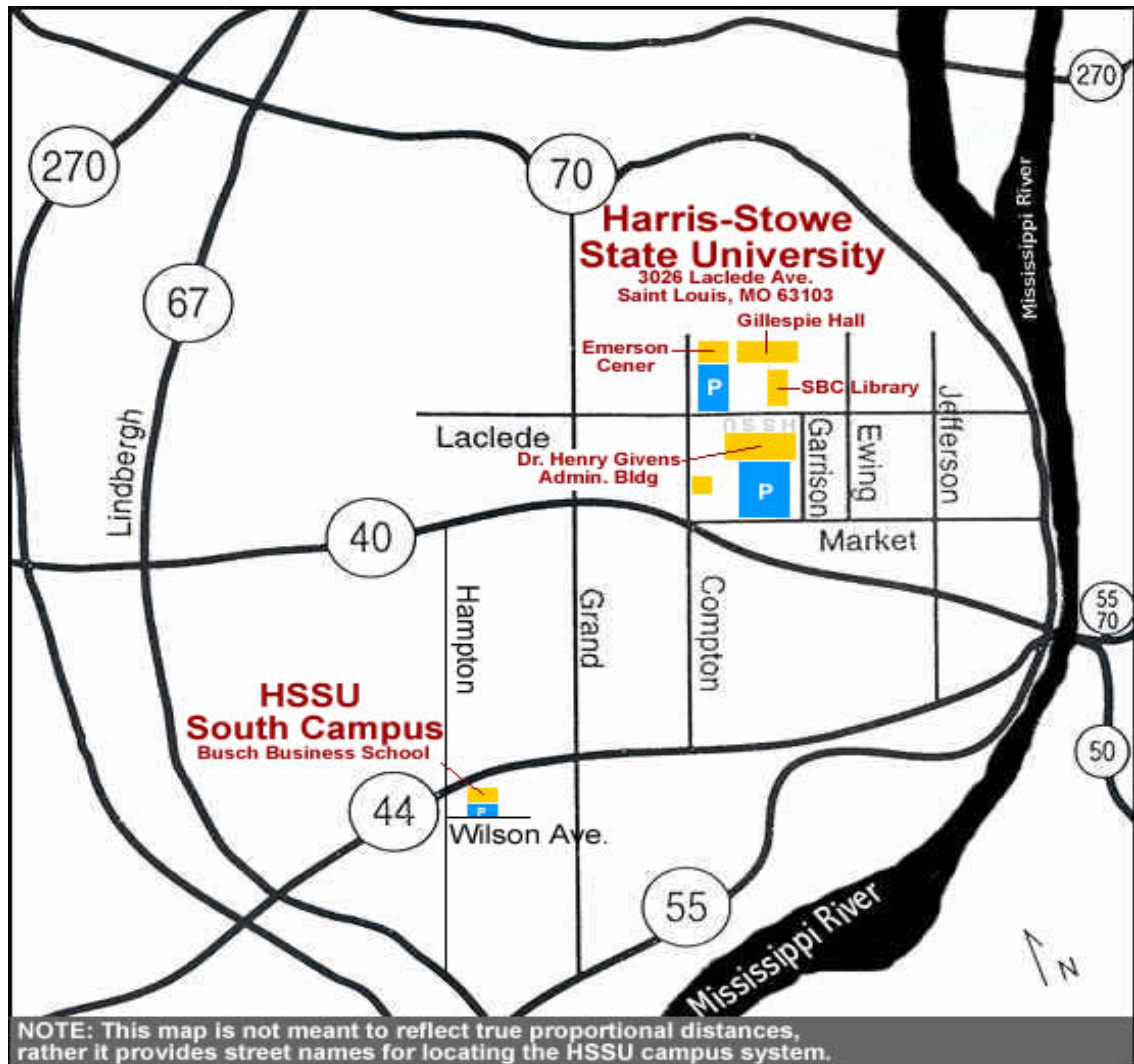 270
270
70
Mississippi River
Harris-Stowe
State University
3026 Laclede Ave.
Saint Louis, MO 63103
67
Gillespie Hall
Emerson
Cener
P
SBC Library
Lindbergh
Jefferson
Laclede
HSSU
Garrison
Ewing
Dr. Henry Givens
Admin. Bldg
P
40
Market
Hampton
Grand
Compton
55
70
HSSU
South Campus
Busch Business School
50
44
P
Wilson Ave.
55
Mississippi River
N
NOTE: This map is not meant to reflect true proportional distances,
rather it provides street names for locating the HSSU campus system.